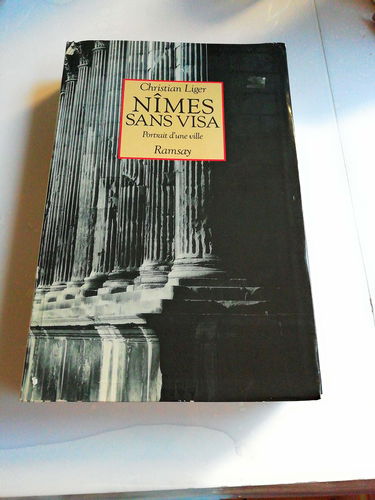 Christian Liger
NÎMES
SANS VISA
Portrait d'une ville
Ramsay